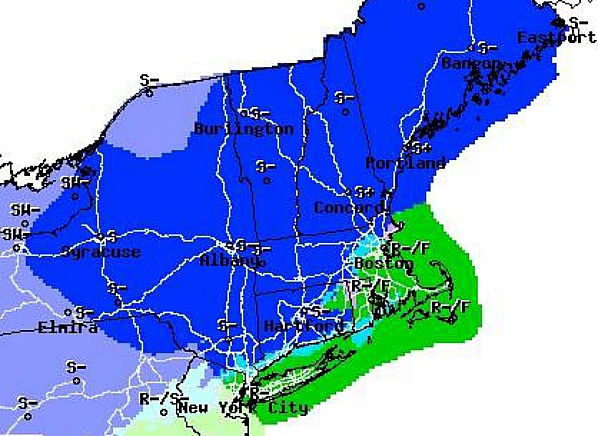 S-
Eastport
S-
Bangor
S-
S-
Burlington
S-
S+
Portland
S-
SW-
S+
Concord
SW-
SW-
S
Syracuse
S-
S-
Albany
R-/F
Boston
S-
R-/F
R-/F
S-
Elmira
S-
Hartford
S-
S-
R-/S-
R-
New York City
S-